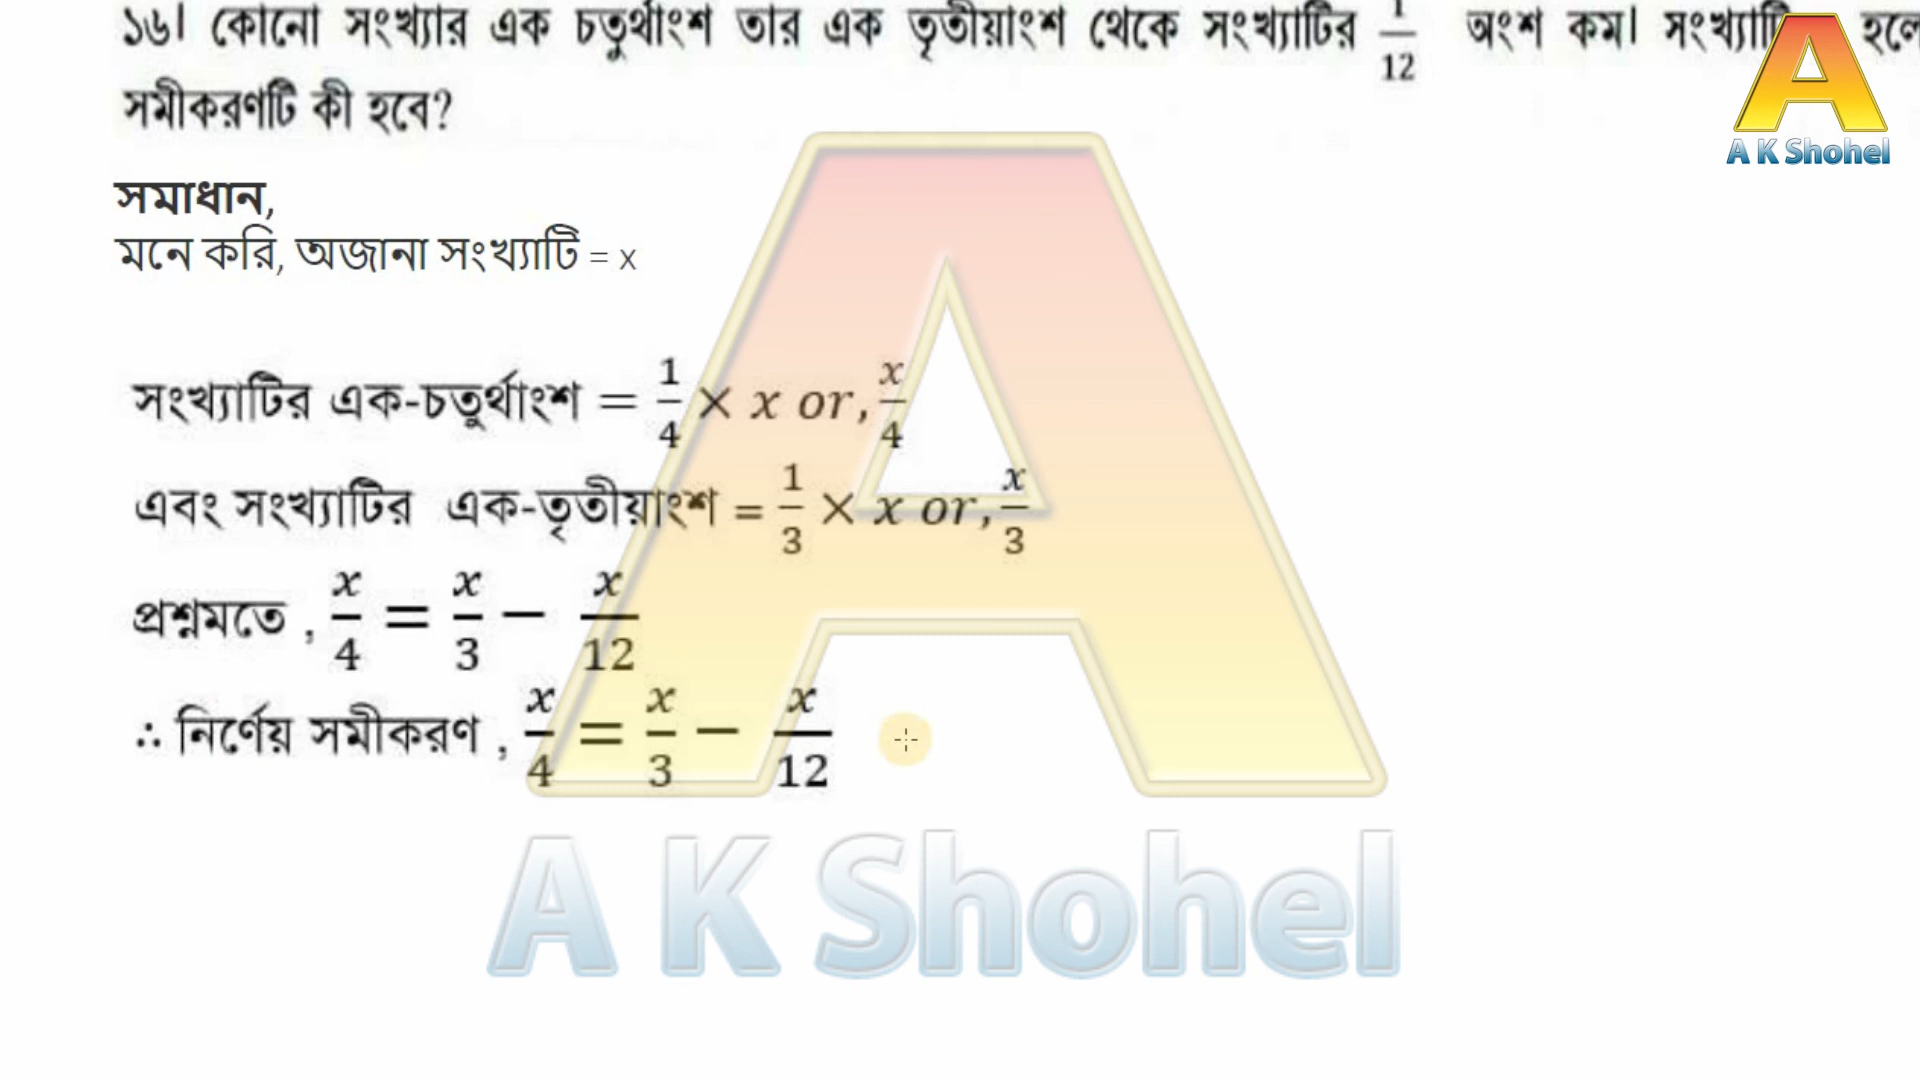 ১৬। কোনো সংখ্যার এক চতুর্থাংশ তার এক তৃতীয়াংশ থেকে সংখ্যাটির 1/12 অংশ কম। সংখ্যাটি হলে
সমীকরণটি কী হবে?
A K Shohel
সমাধান,
মনে করি, অজানা সংখ্যাটি = x
সংখ্যাটির এক-চতুর্থাংশ = 1/4 × x or, x/4
এবং সংখ্যাটির এক-তৃতীয়াংশ = 1/3 × x or, x/3
প্রশ্নমতে , x/4 = x/3 − x/12
∴ নির্ণেয় সমীকরণ , x/4 = x/3 − x/12
A K Shohel